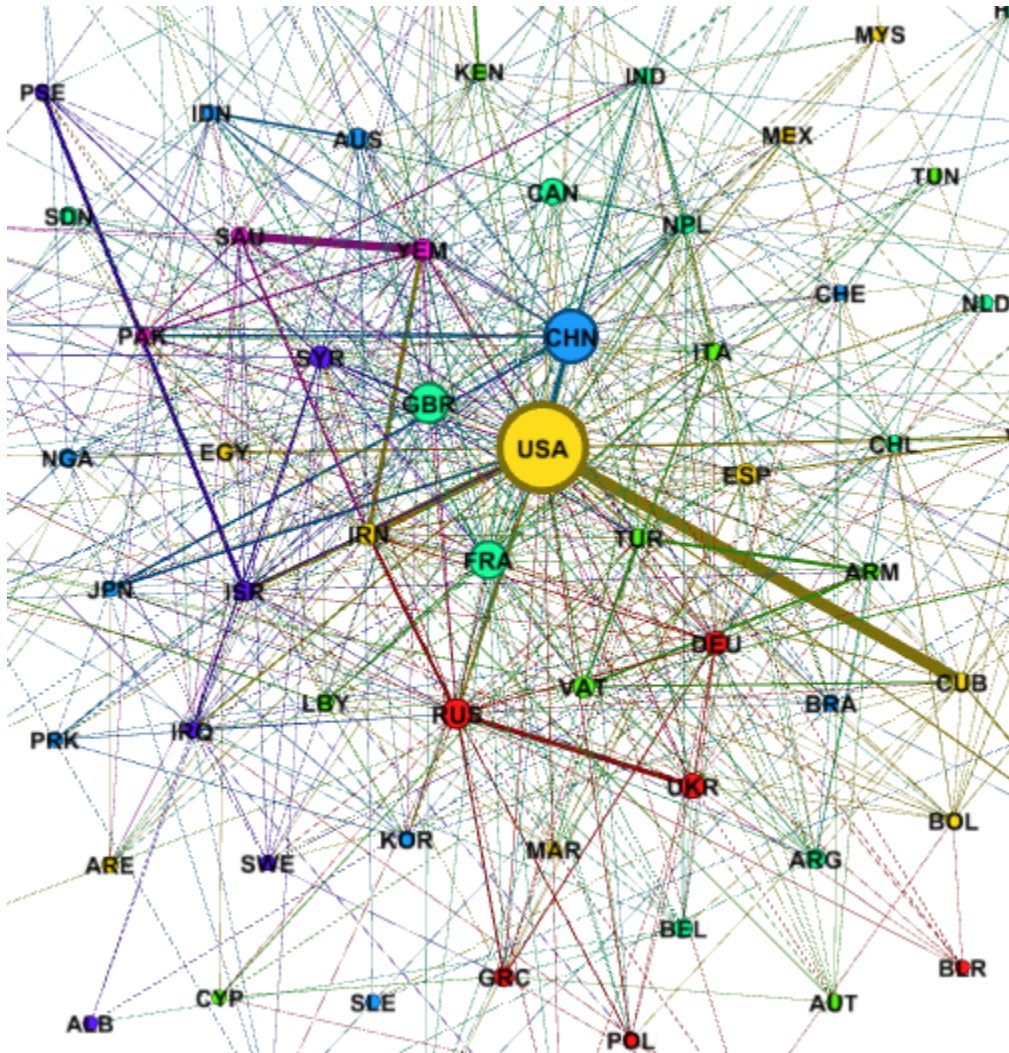 MYS
KEN
IND
PSE
IDN
AUS
MEX
TUN
CAN
SDN
SAU
YEM
NPL
CHE
NLD
PAK
CHN
SYR
ITA
GBR
USA
NGA
EGY
CHL
ESP
IRN
FRA
TUR
ARM
JPN
ISR
DEU
CUB
VAT
LBY
BRA
RUS
IRQ
PRK
UKR
BOL
KOR
MAR
ARG
ARE
SWE
BEL
BLR
GRC
CYP
SLE
AUT
ALB
POL